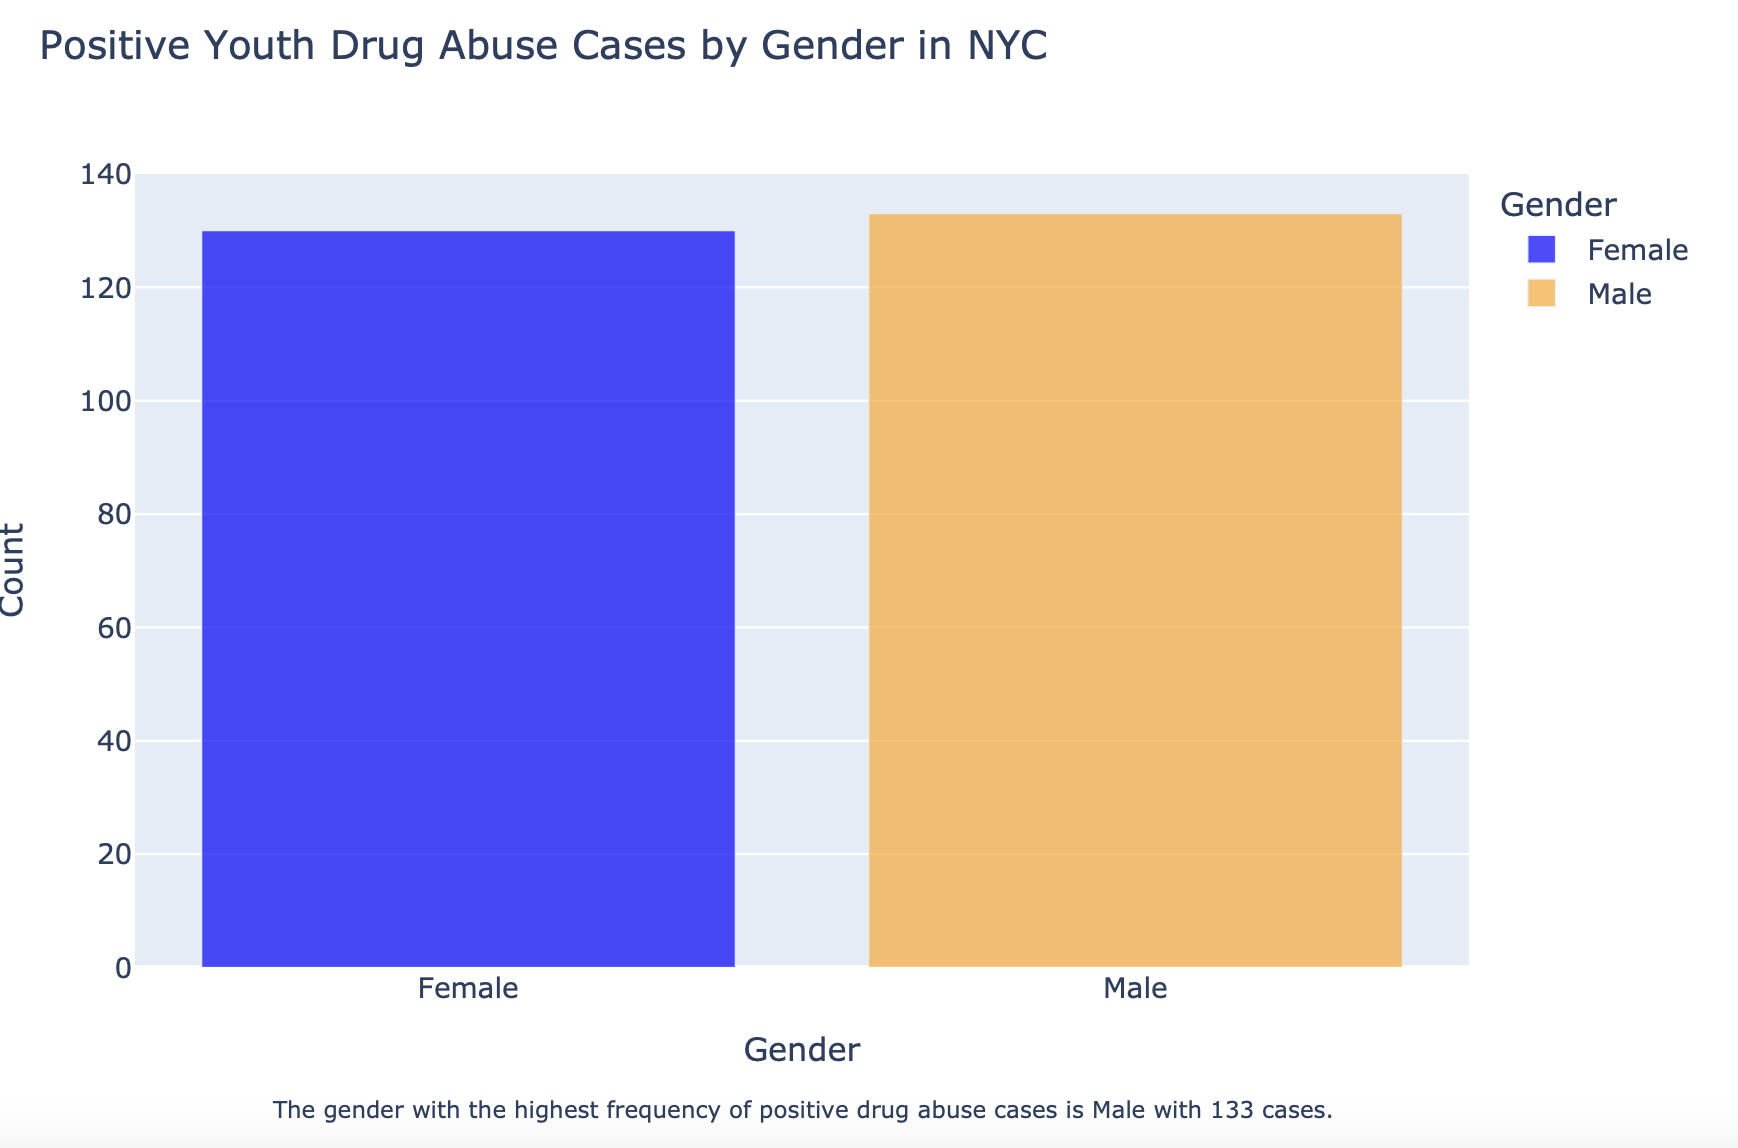 Positive Youth Drug Abuse Cases by Gender in NYC
140
120
100
80
60
40
20
0
Count
Female
Male
Gender
Gender
Female
Male
The gender with the highest frequency of positive drug abuse cases is Male with 133 cases.